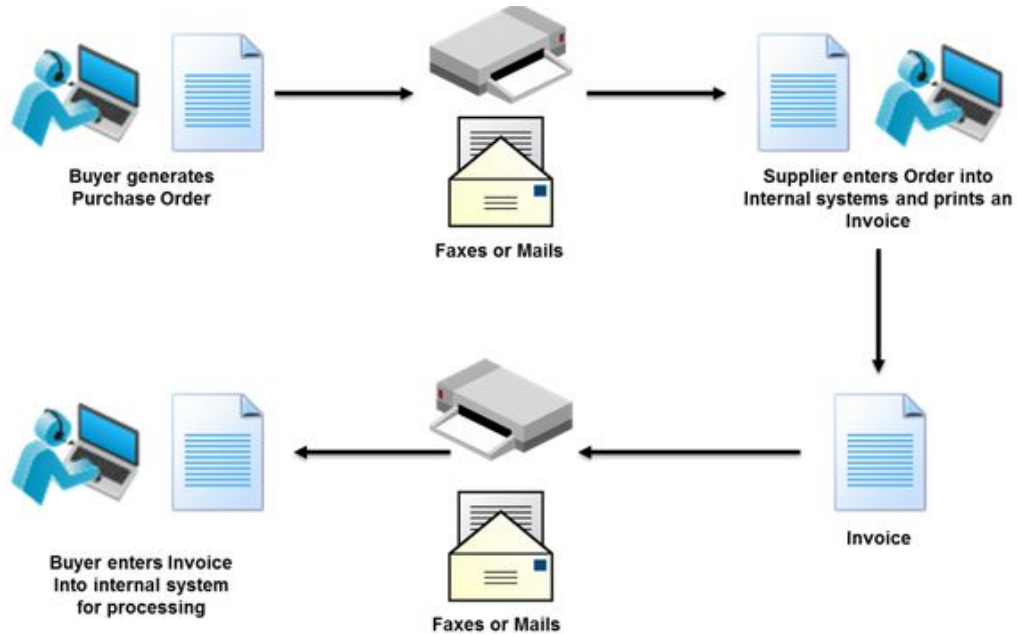 Buyer generates
Purchase Order
Faxes or Mails
Supplier enters Order into
Internal systems and prints an
Invoice
Invoice
Faxes or Mails
Buyer enters Invoice
Into internal system
for processing